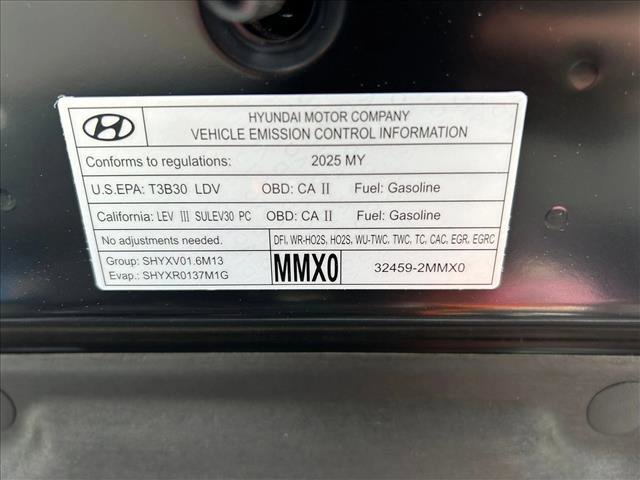 HYUNDAI MOTOR COMPANY
VEHICLE EMISSION CONTROL INFORMATION
Conforms to regulations: 2025 MY
U.S.EPA: T3B30 LDV OBD: CA II Fuel: Gasoline
California: LEV III SULEV30 PC OBD: CA II Fuel: Gasoline
No adjustments needed. DFI, WR-HO2S, HO2S, WU-TWC, TWC, TC, CAC, EGR, EGRC
Group: SHYXV01.6M13
Evap.: SHYXR0137M1G
MMX0 32459-2MMX0